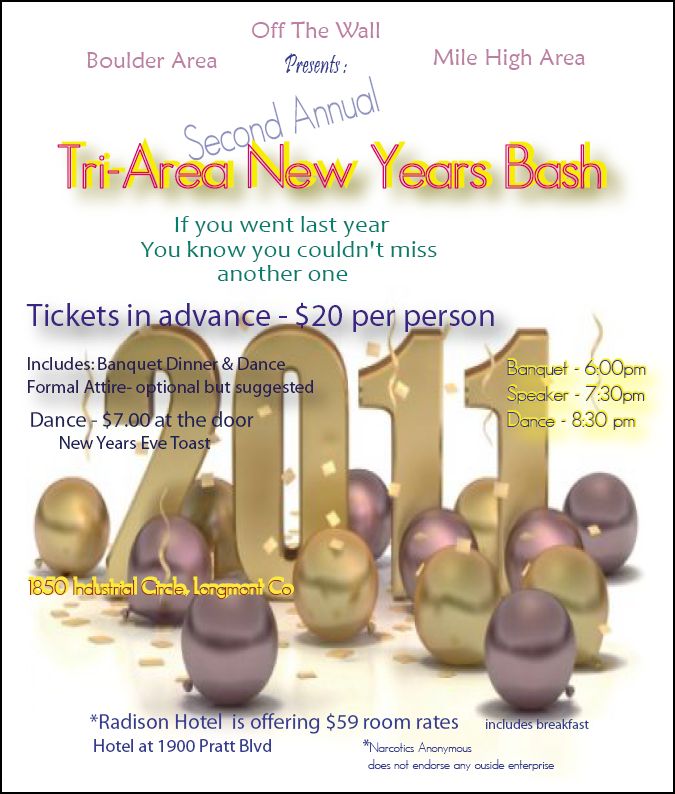 Off The Wall
Boulder Area
Presents :
Mile High Area
Second Annual
Tri-Area New Years Bash
If you went last year
You know you couldn't miss
another one
Tickets in advance - $20 per person
2011
Includes: Banquet Dinner & Dance
Formal Attire- optional but suggested
Dance - $7.00 at the door
New Years Eve Toast
Banquet - 6:00pm
Speaker - 7:30pm
Dance - 8:30 pm
1850 Industrial Circle, Longmont Co
*Radison Hotel is offering $59 room rates includes breakfast
Hotel at 1900 Pratt Blvd
*Narcotics Anonymous
does not endorse any ouside enterprise